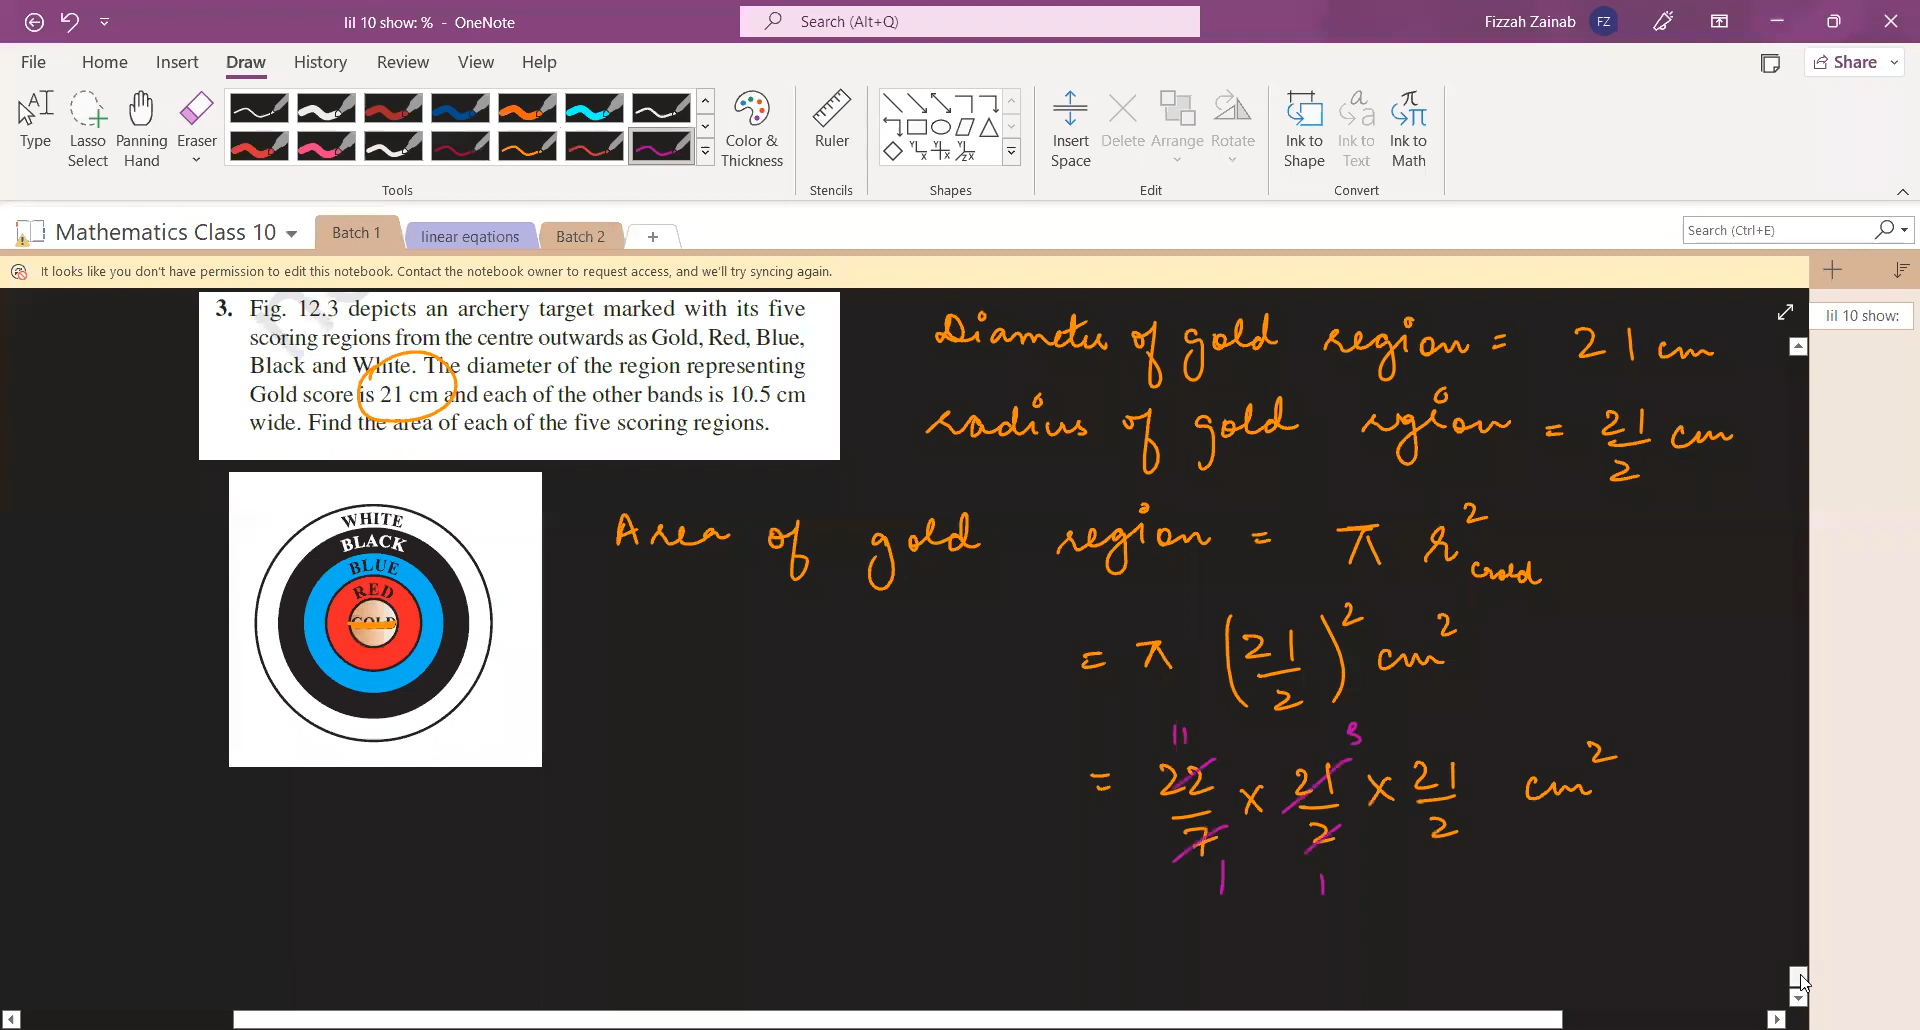 lil 10 show: % - OneNote
Search (Alt+Q)
Fizzah Zainab FZ
File Home Insert Draw History Review View Help
Share
Type
Lasso Select
Panning Hand
Eraser
Color & Thickness
Ruler
Insert Space
Delete
Arrange
Rotate
Ink to Shape
Ink to Text
Ink to Math
Tools Stencils Shapes Edit Convert
Mathematics Class 10
Batch 1
linear eqations
Batch 2
Search (Ctrl+E)
It looks like you don't have permission to edit this notebook. Contact the notebook owner to request access, and we'll try syncing again.
lil 10 show:
3. Fig. 12.3 depicts an archery target marked with its five
scoring regions from the centre outwards as Gold, Red, Blue,
Black and White. The diameter of the region representing
Gold score is 21 cm and each of the other bands is 10.5 cm
wide. Find the area of each of the five scoring regions.
WHITE
BLACK
BLUE
RED
GOLD
Diameter of gold region = 21 cm
radius of gold region = 21/2 cm
Area of gold region = π r² Gold
= π (21/2)² cm²
11 3
= 22/7 × 21/2 × 21/2 cm²
1 1